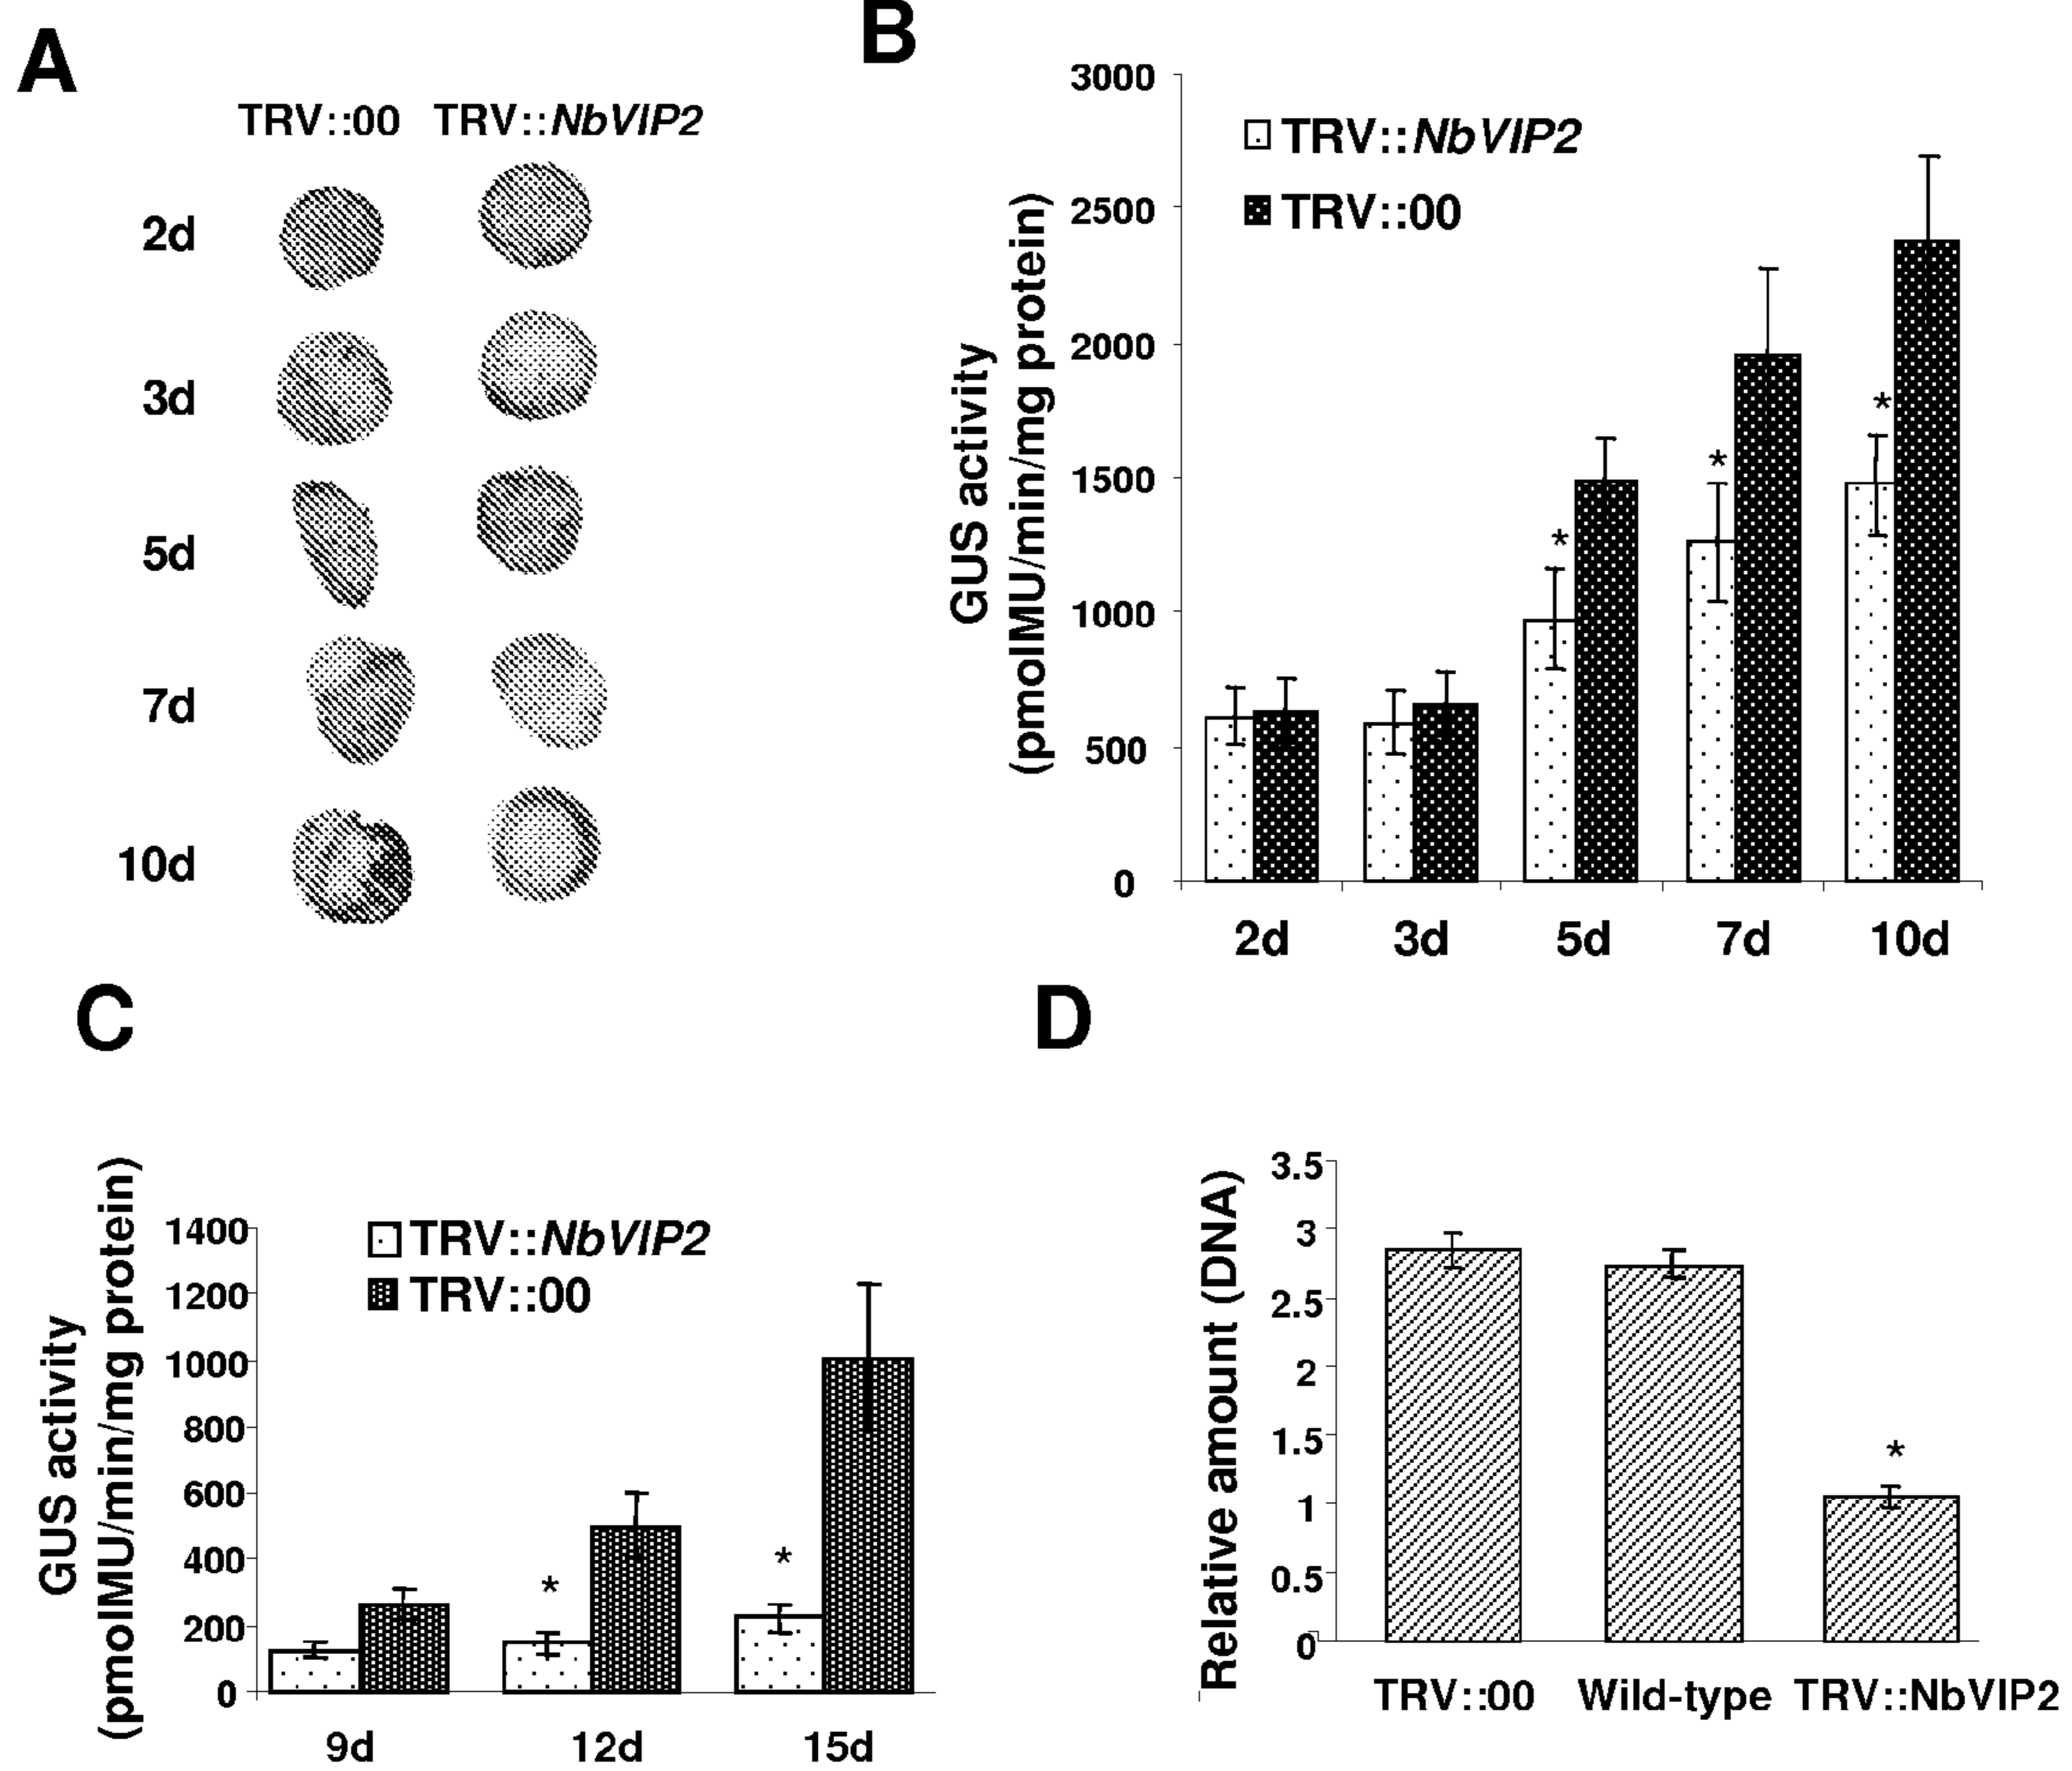 A
TRV::00 TRV::NbVIP2
2d
3d
5d
7d
10d
B
GUS activity
(pmolMU/min/mg protein)
3000
2500
2000
1500
1000
500
0
TRV::NbVIP2
TRV::00
*
*
*
2d 3d 5d 7d 10d
C
GUS activity
(pmolMU/min/mg protein)
1400
1200
1000
800
600
400
200
0
TRV::NbVIP2
TRV::00
*
*
9d 12d 15d
D
Relative amount (DNA)
3.5
3
2.5
2
1.5
1
0.5
0
*
TRV::00 Wild-type TRV::NbVIP2